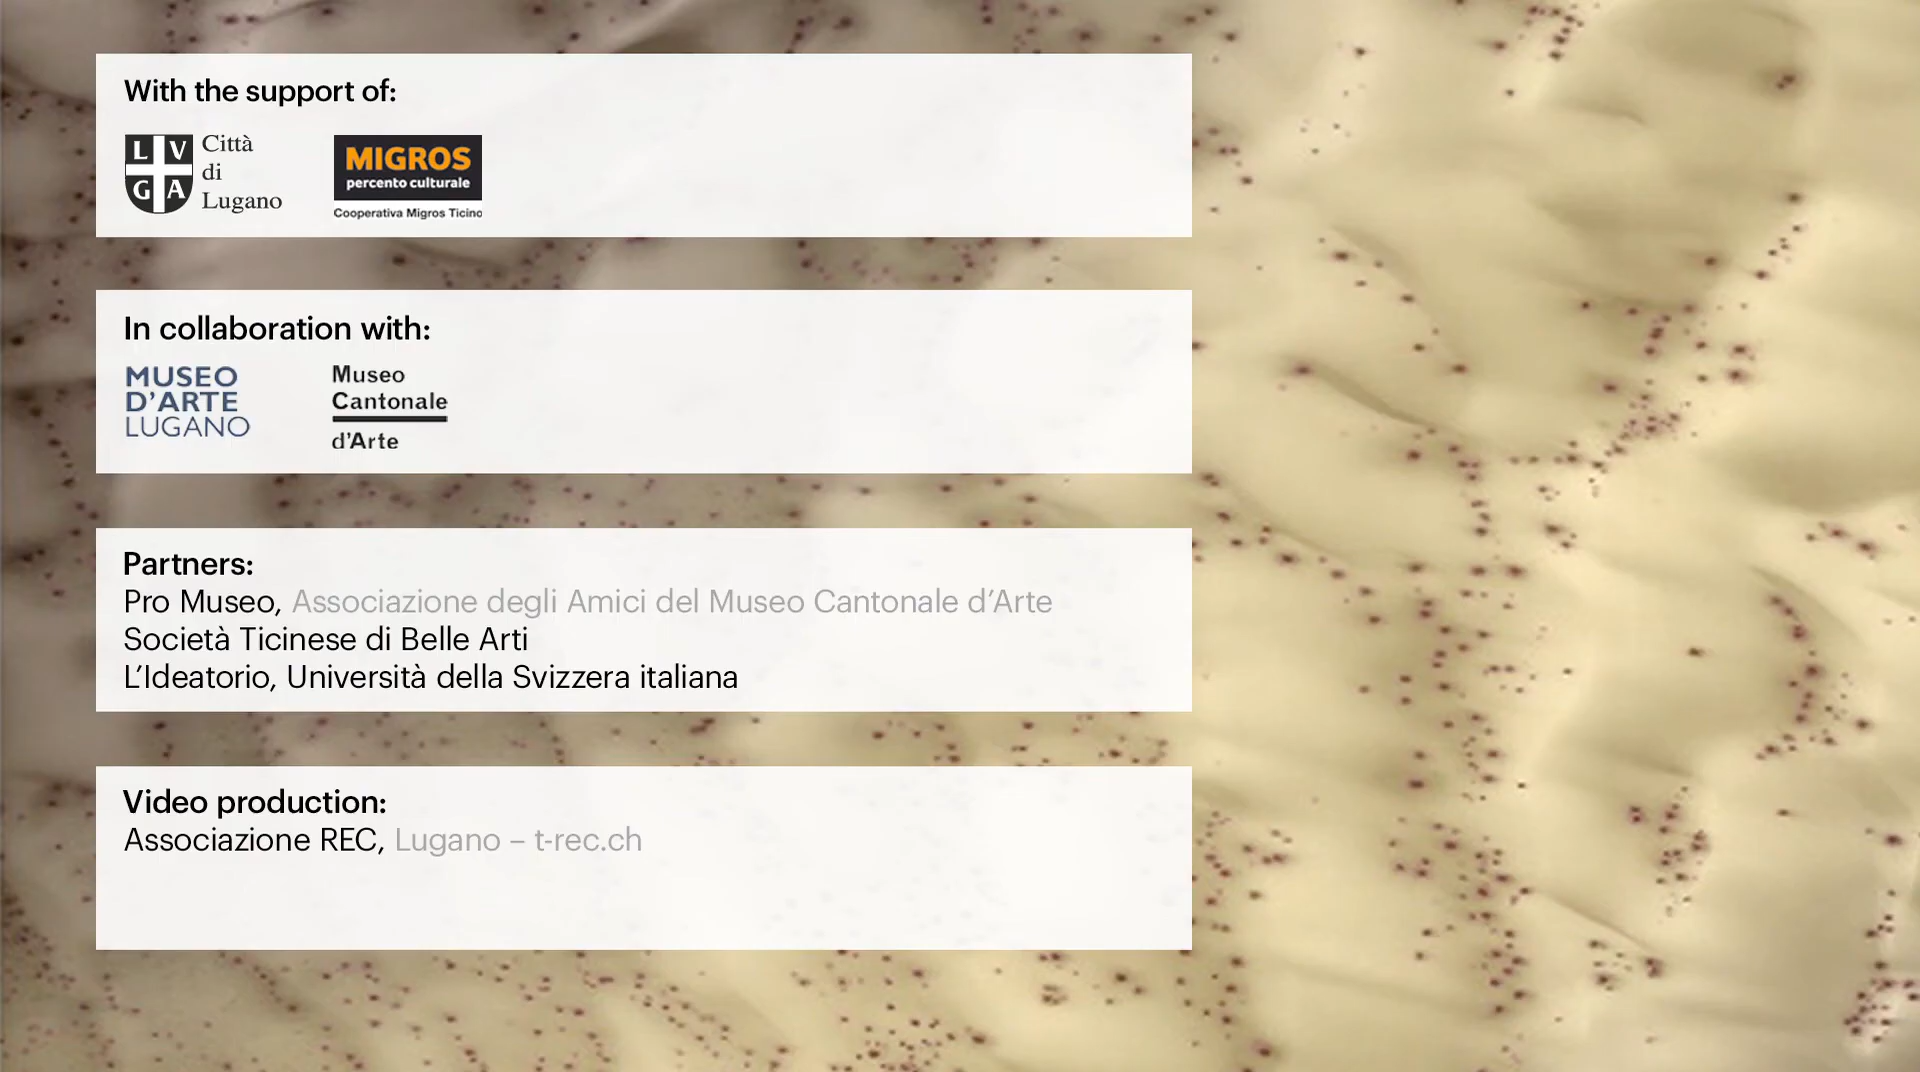 With the support of:
L V
G A
Città
di
Lugano
MIGROS
percento culturale
Cooperativa Migros Ticino
In collaboration with:
MUSEO
D'ARTE
LUGANO
Museo
Cantonale
d'Arte
Partners:
Pro Museo, Associazione degli Amici del Museo Cantonale d'Arte
Società Ticinese di Belle Arti
L'Ideatorio, Università della Svizzera italiana
Video production:
Associazione REC, Lugano – t-rec.ch